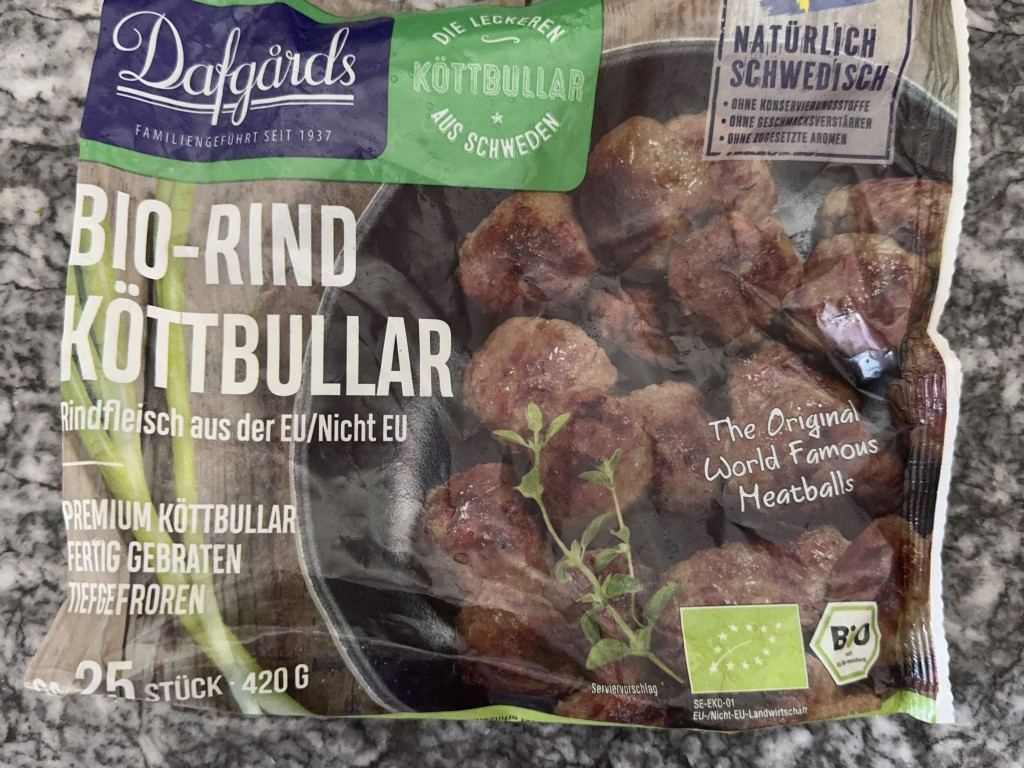 Dafgårds
FAMILIENGEFÜHRT SEIT 1937
DIE LECKEREN
KÖTTBULLAR
AUS SCHWEDEN
NATÜRLICH
SCHWEDISCH
• OHNE KONSERVIERUNGSSTOFFE
• OHNE GESCHMACKSVERSTÄRKER
• OHNE ZUGESETZTE AROMEN
BIO-RIND
KÖTTBULLAR
Rindfleisch aus der EU/Nicht EU
PREMIUM KÖTTBULLAR
FERTIG GEBRATEN
TIEFGEFROREN
ca. 25 STÜCK · 420 G
The Original
World Famous
Meatballs
Serviervorschlag
Bio
SE-EKO-01
EU-/Nicht-EU-Landwirtschaft